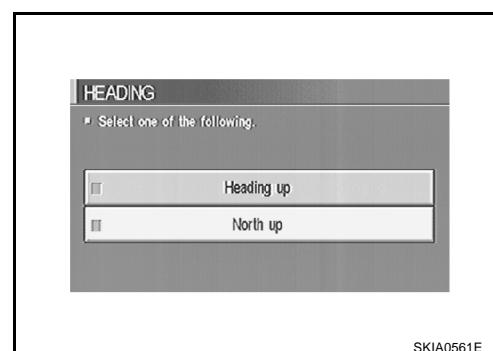 HEADING
Select one of the following.
Heading up
North up
SKIA0561E